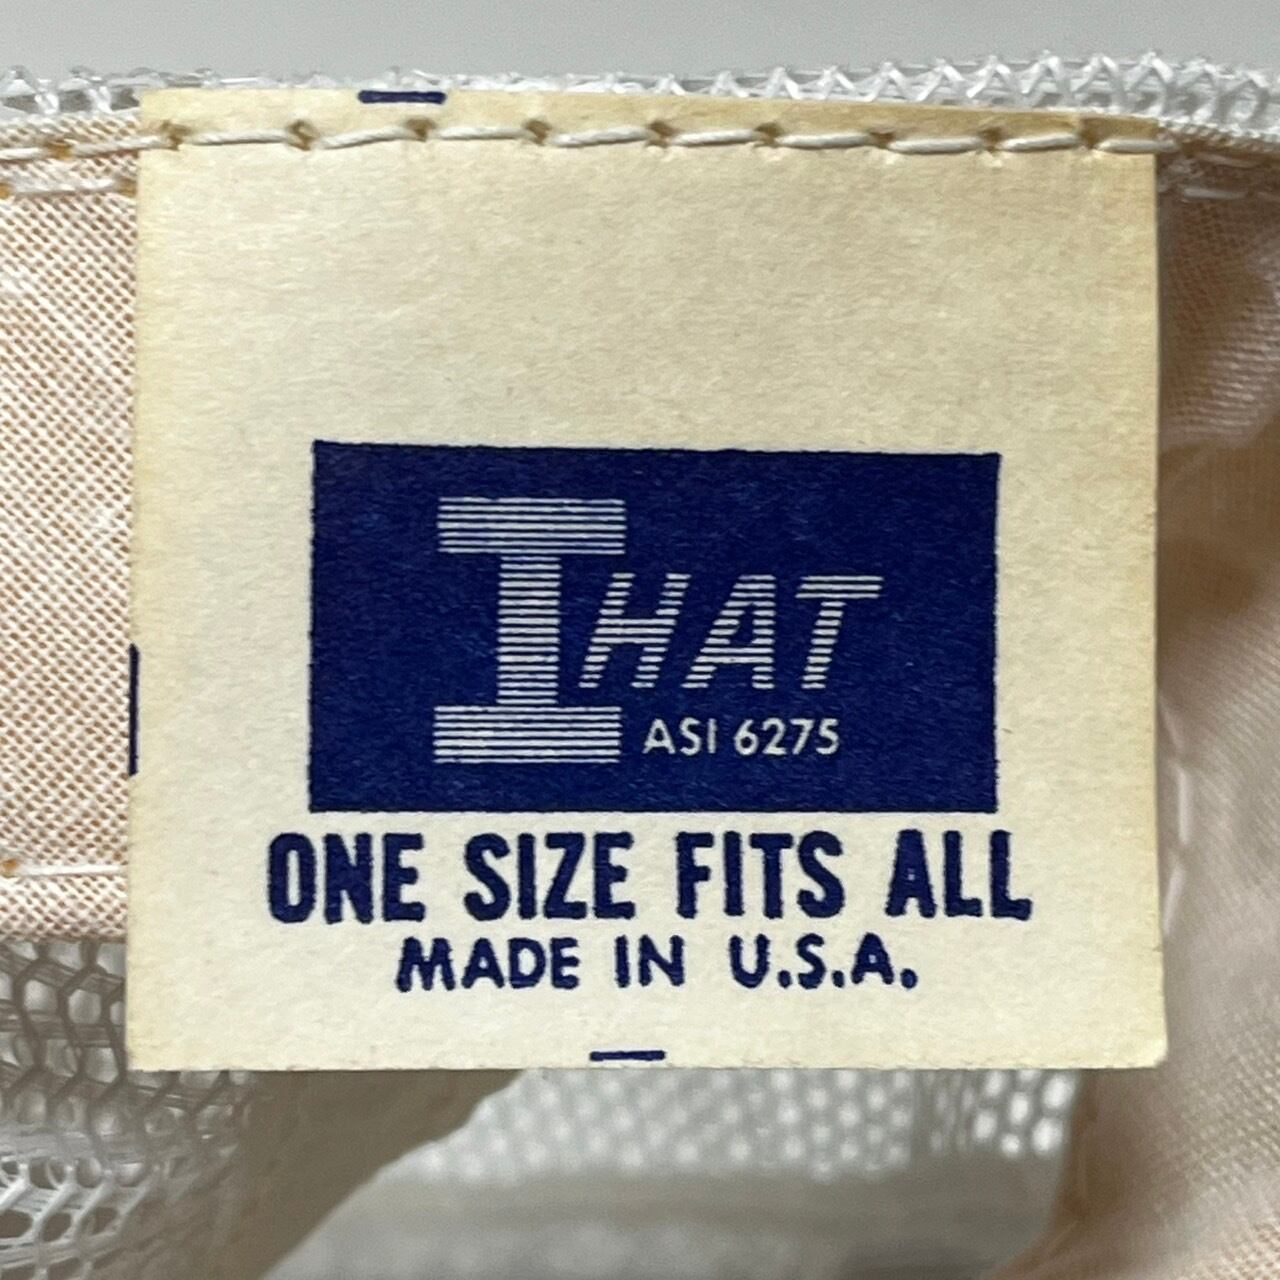 IHAT
ASI 6275
ONE SIZE FITS ALL
MADE IN U.S.A.